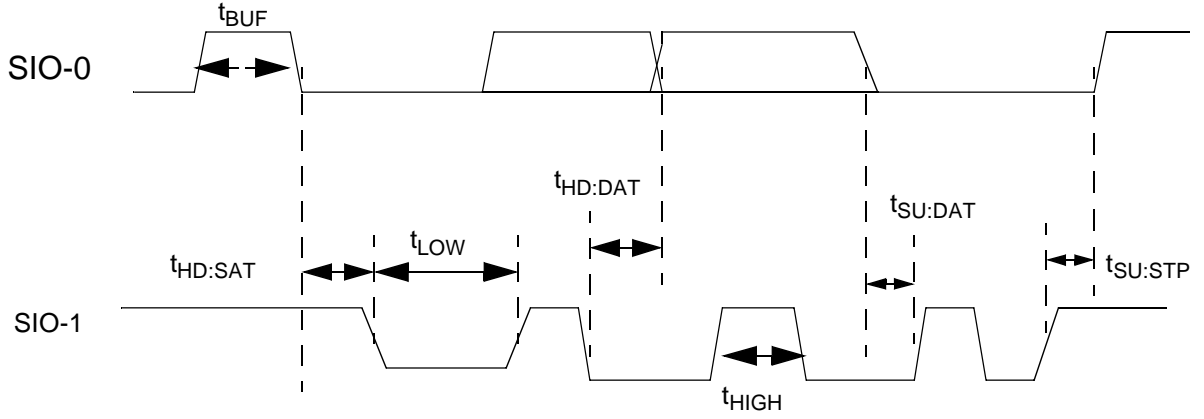 tBUF
SIO-0
tHD:DAT
tSU:DAT
tLOW
tHD:SAT
tSU:STP
SIO-1
tHIGH